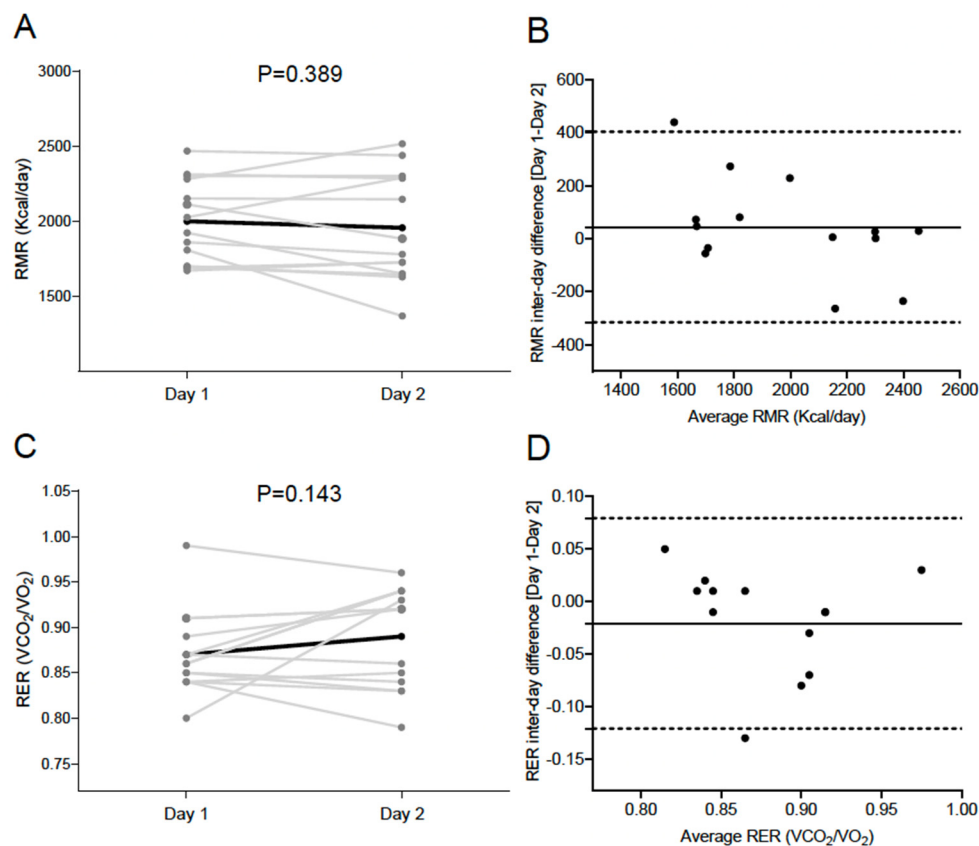 A
P=0.389
RMR (Kcal/day)
3000
2500
2000
1500
Day 1
Day 2
B
RMR inter-day difference [Day 1-Day 2]
600
400
200
0
-200
-400
1400
1600
1800
2000
2200
2400
2600
Average RMR (Kcal/day)
C
P=0.143
RER (VCO₂/VO₂)
1.05
1.00
0.95
0.90
0.85
0.80
0.75
Day 1
Day 2
D
RER inter-day difference [Day 1-Day 2]
0.10
0.05
0.00
-0.05
-0.10
-0.15
0.80
0.85
0.90
0.95
1.00
Average RER (VCO₂/VO₂)